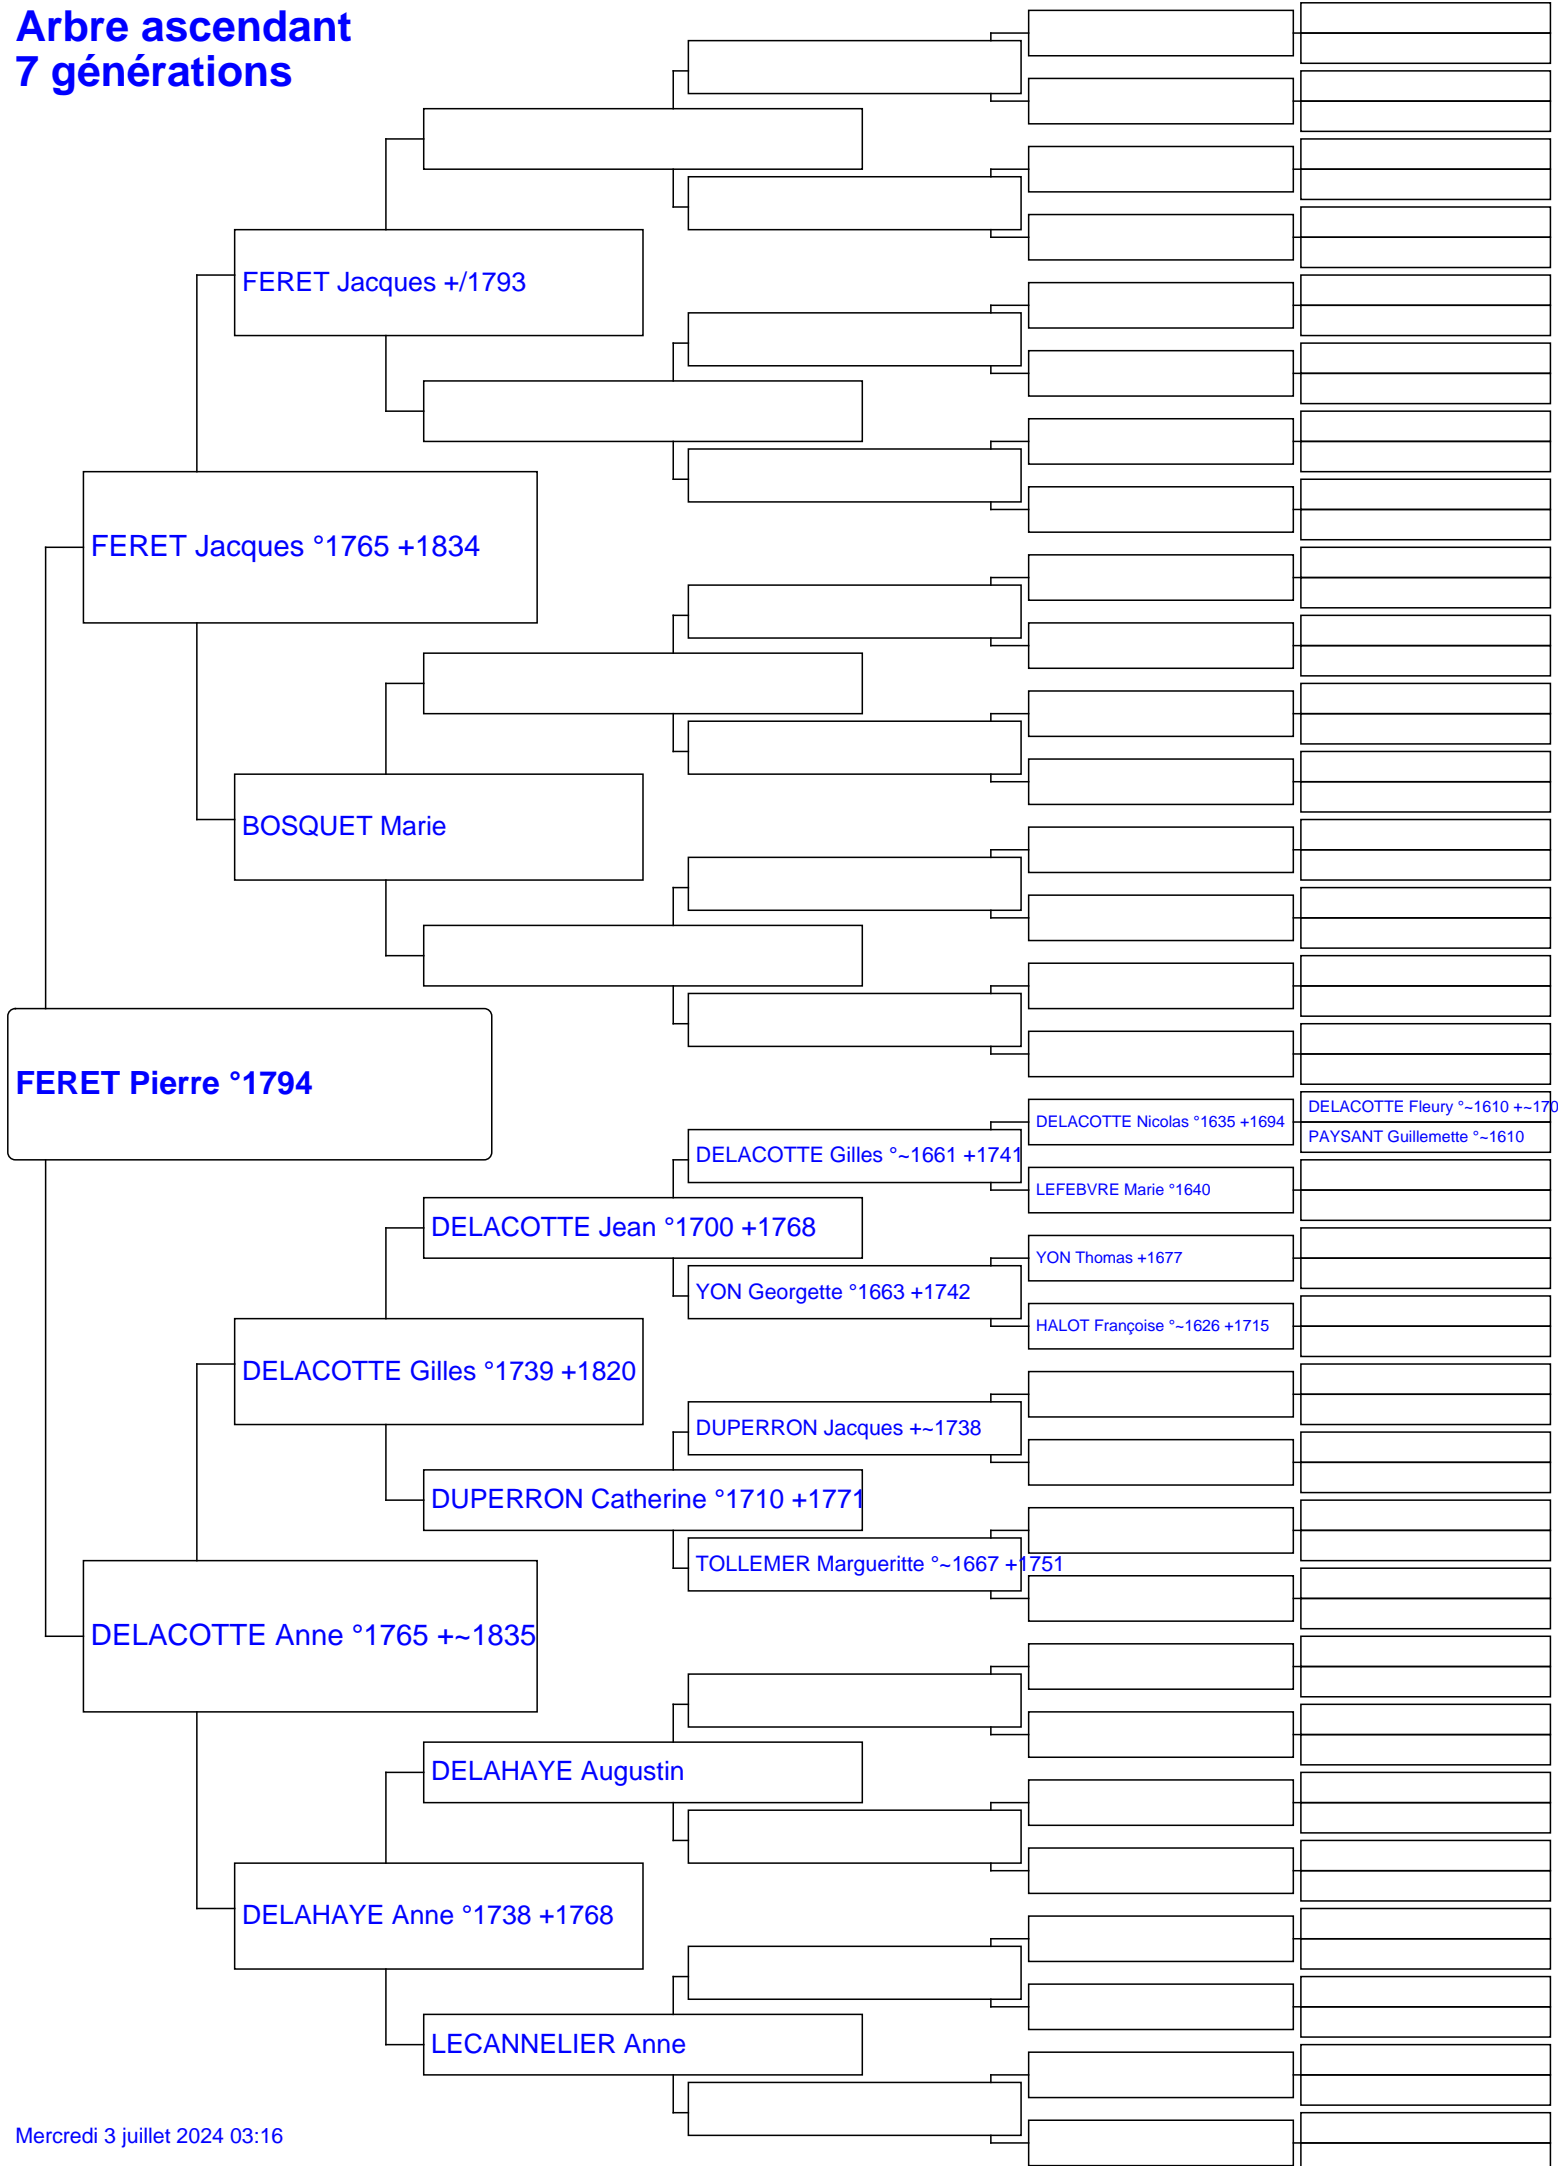 Arbre ascendant
7 générations
FERET Jacques +/1793
FERET Jacques °1765 +1834
BOSQUET Marie
FERET Pierre °1794
DELACOTTE Fleury °~1610 +~170
DELACOTTE Nicolas °1635 +1694
PAYSANT Guillemette °~1610
DELACOTTE Gilles °~1661 +1741
LEFEBVRE Marie °1640
DELACOTTE Jean °1700 +1768
YON Thomas +1677
YON Georgette °1663 +1742
HALOT Françoise °~1626 +1715
DELACOTTE Gilles °1739 +1820
DUPERRON Jacques +~1738
DUPERRON Catherine °1710 +1771
TOLLEMER Margueritte °~1667 +1751
DELACOTTE Anne °1765 +~1835
DELAHAYE Augustin
DELAHAYE Anne °1738 +1768
LECANNELIER Anne
Mercredi 3 juillet 2024 03:16